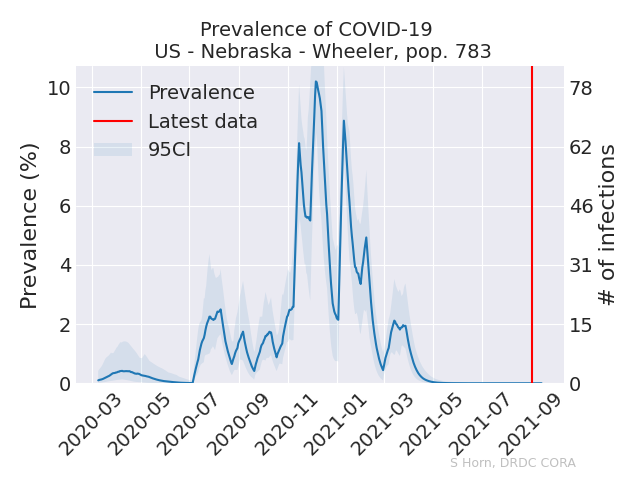 Prevalence of COVID-19
US - Nebraska - Wheeler, pop. 783
Prevalence (%)
10
8
6
4
2
0
Prevalence
Latest data
95CI
78
62
46
31
15
0
# of infections
2020-03
2020-05
2020-07
2020-09
2020-11
2021-01
2021-03
2021-05
2021-07
2021-09
S Horn, DRDC CORA